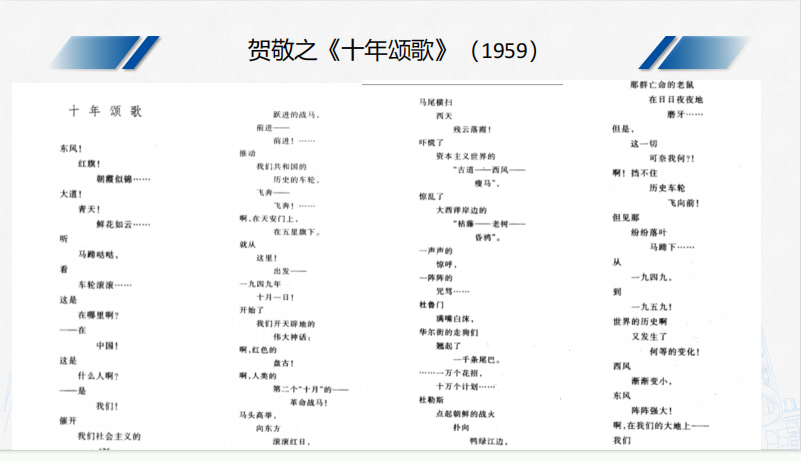 贺敬之《十年颂歌》（1959）
十年颂歌
东风！
红旗！
朝霞似锦……
大道！
青天！
鲜花如云……
听
马蹄哒哒，
看
车轮滚滚……
这是
在哪里啊？
——在
中国！
这是
什么人啊？
——是
我们！
催开
我们社会主义的
跃进的战马，
前进——
前进！……
推动
我们共和国的
历史的车轮，
飞奔——
飞奔！……
啊，在天安门上，
在五星旗下。
就从
这里！
出发——
一九四九年
十月一日！
开始了
我们开天辟地的
伟大神话：
啊，红色的
盘古！
啊，人类的
第二个“十月”的——
革命战马！
马头高举，
向东方
滚滚红日，
马尾横扫
西天
残云落霞！
吓慌了
资本主义世界的
“古道——西风——
瘦马”，
惊乱了
大西洋岸边的
“枯藤——老树——
昏鸦”。
一声声的
惊呼，
一阵阵的
咒骂……
杜鲁门
满嘴白沫，
华尔街的走狗们
翘起了
一千条尾巴。
……一万个花招，
十万个计划……
杜勒斯
点起朝鲜的战火
扑向
鸭绿江边，
那群亡命的老鼠
在日日夜夜地
磨牙……
但是，
这一切
可奈我何？！
啊！挡不住
历史车轮
飞向前！
但见那
纷纷落叶
马蹄下……
从
一九四九，
到
一九五九！
世界的历史啊
又发生了
何等的变化！
西风
渐渐变小，
东风
阵阵强大！
啊，在我们的大地上——
我们